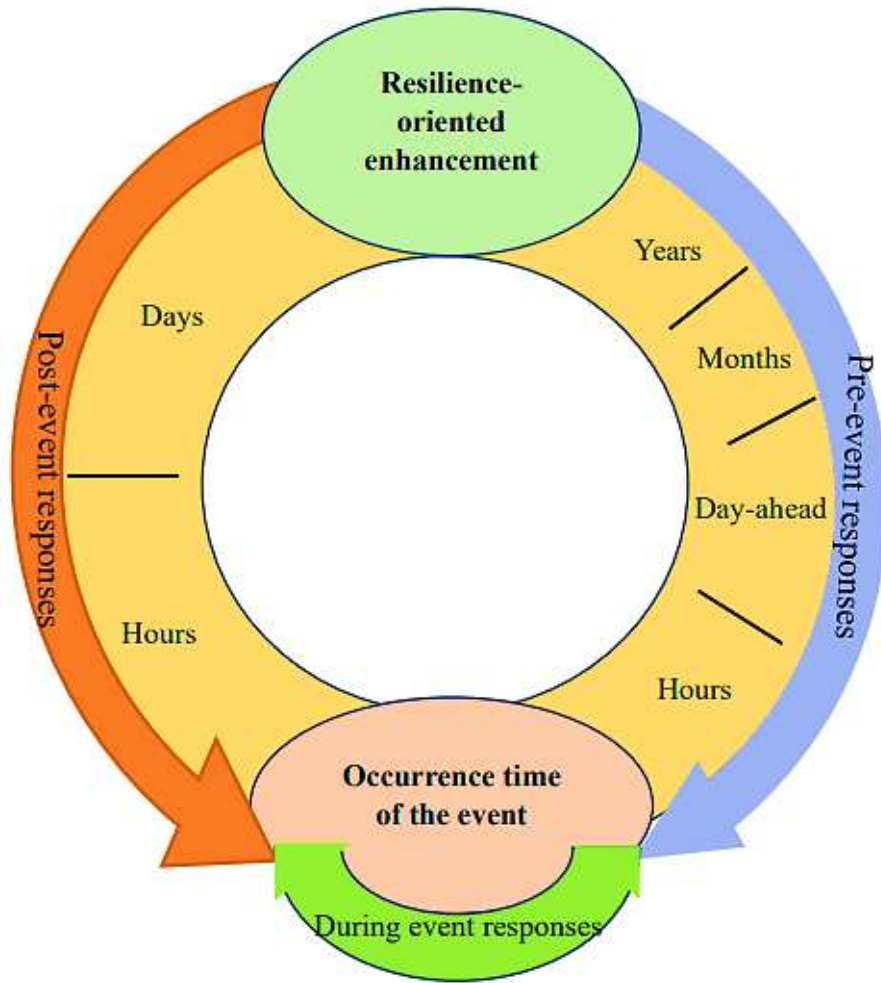 Resilience-
oriented
enhancement
Years
Days
Months
Post-event responses
Pre-event responses
Day-ahead
Hours
Hours
Occurrence time
of the event
During event responses